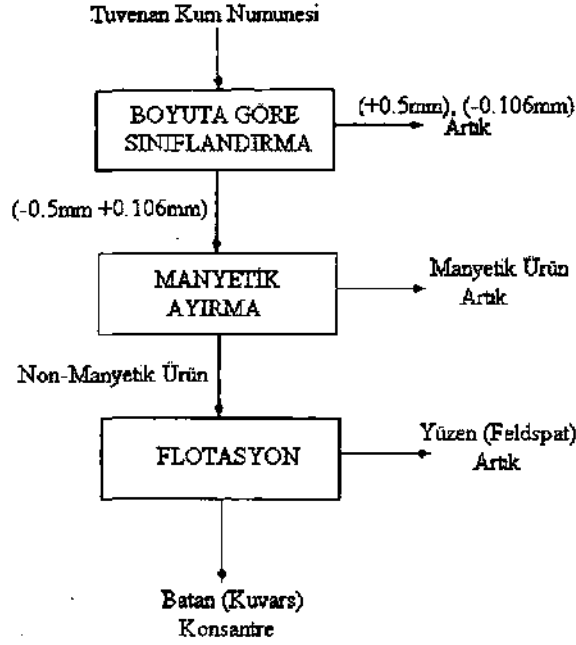 Tuvenan Kum Numunesi
BOYUTA GÖRE
SINIFLANDIRMA
(+0.5mm), (-0.106mm)
Artık
(-0.5mm +0.106mm)
MANYETİK
AYIRMA
Manyetik Ürün
Artık
Non-Manyetik Ürün
FLOTASYON
Yüzen (Feldspat)
Artık
Batan (Kuvars)
Konsantre